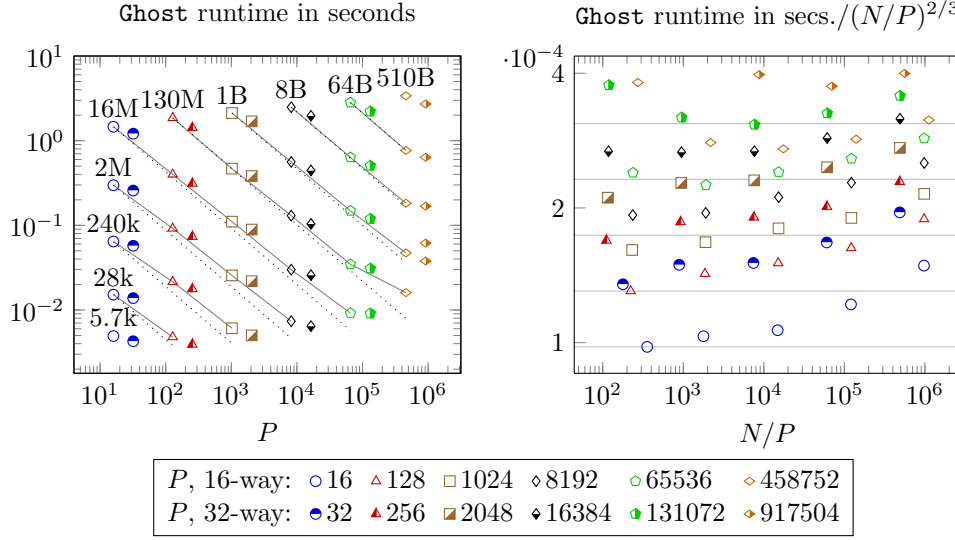 Ghost runtime in seconds
Ghost runtime in secs./(N/P)^{2/3}
10^1
10^0
10^{−1}
10^{−2}
16M
130M
1B
8B
64B
510B
2M
240k
28k
5.7k
10^1 10^2 10^3 10^4 10^5 10^6
P
·10^{−4}
4
2
1
10^2 10^3 10^4 10^5 10^6
N/P
P, 16-way: 16 128 1024 8192 65536 458752
P, 32-way: 32 256 2048 16384 131072 917504